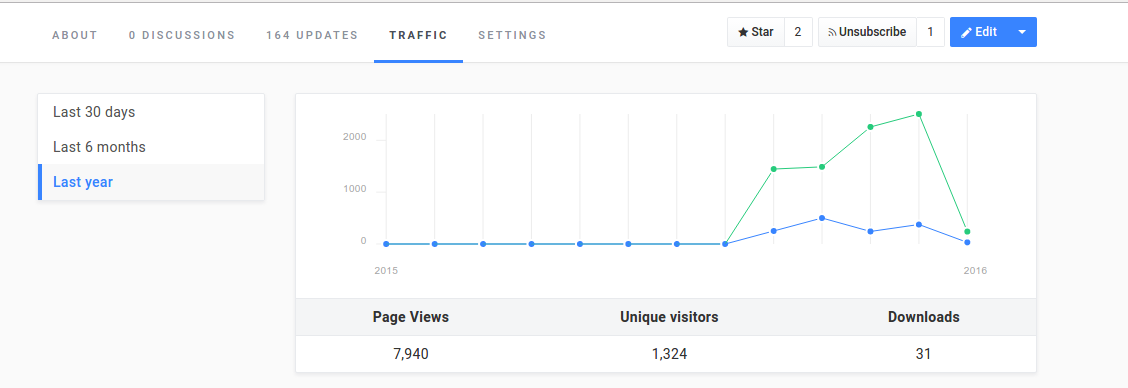 ABOUT 0 DISCUSSIONS 164 UPDATES TRAFFIC SETTINGS Star 2 Unsubscribe 1 Edit
Last 30 days
Last 6 months
Last year
2000
1000
0
2015 2016
Page Views Unique visitors Downloads
7,940 1,324 31